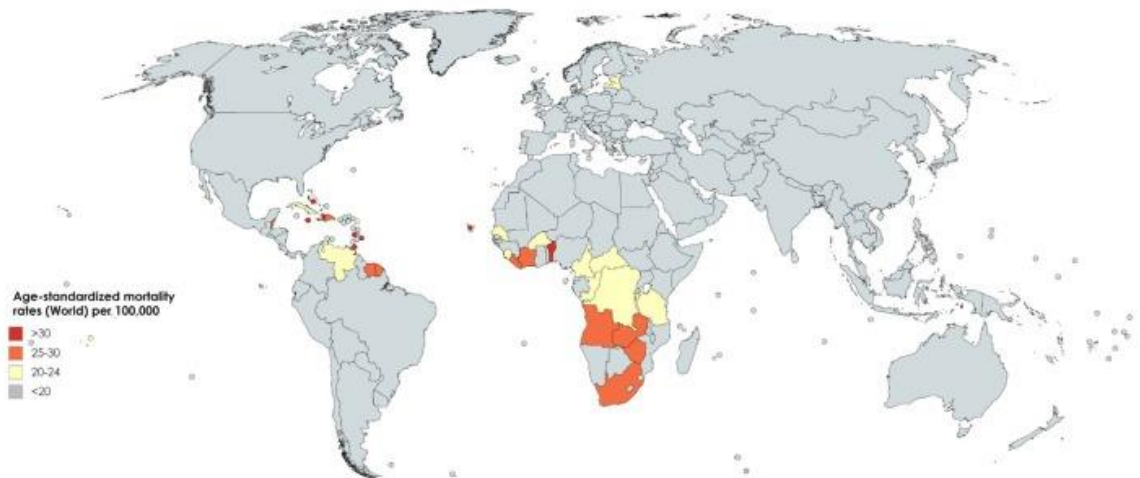 Age-standardized mortality
rates (World) per 100,000
>30
25-30
20-24
<20